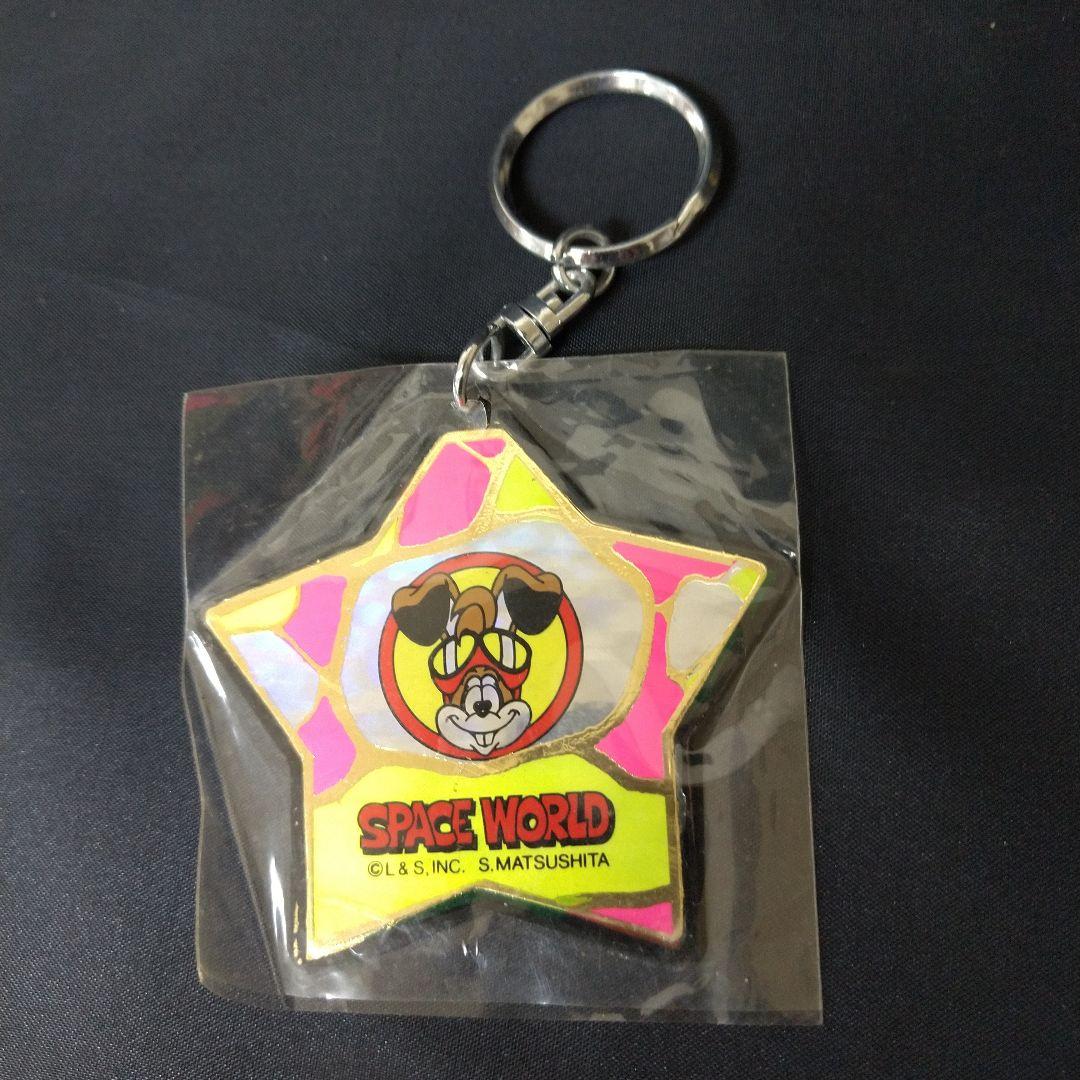 SPACE WORLD
©L & S, INC. S. MATSUSHITA